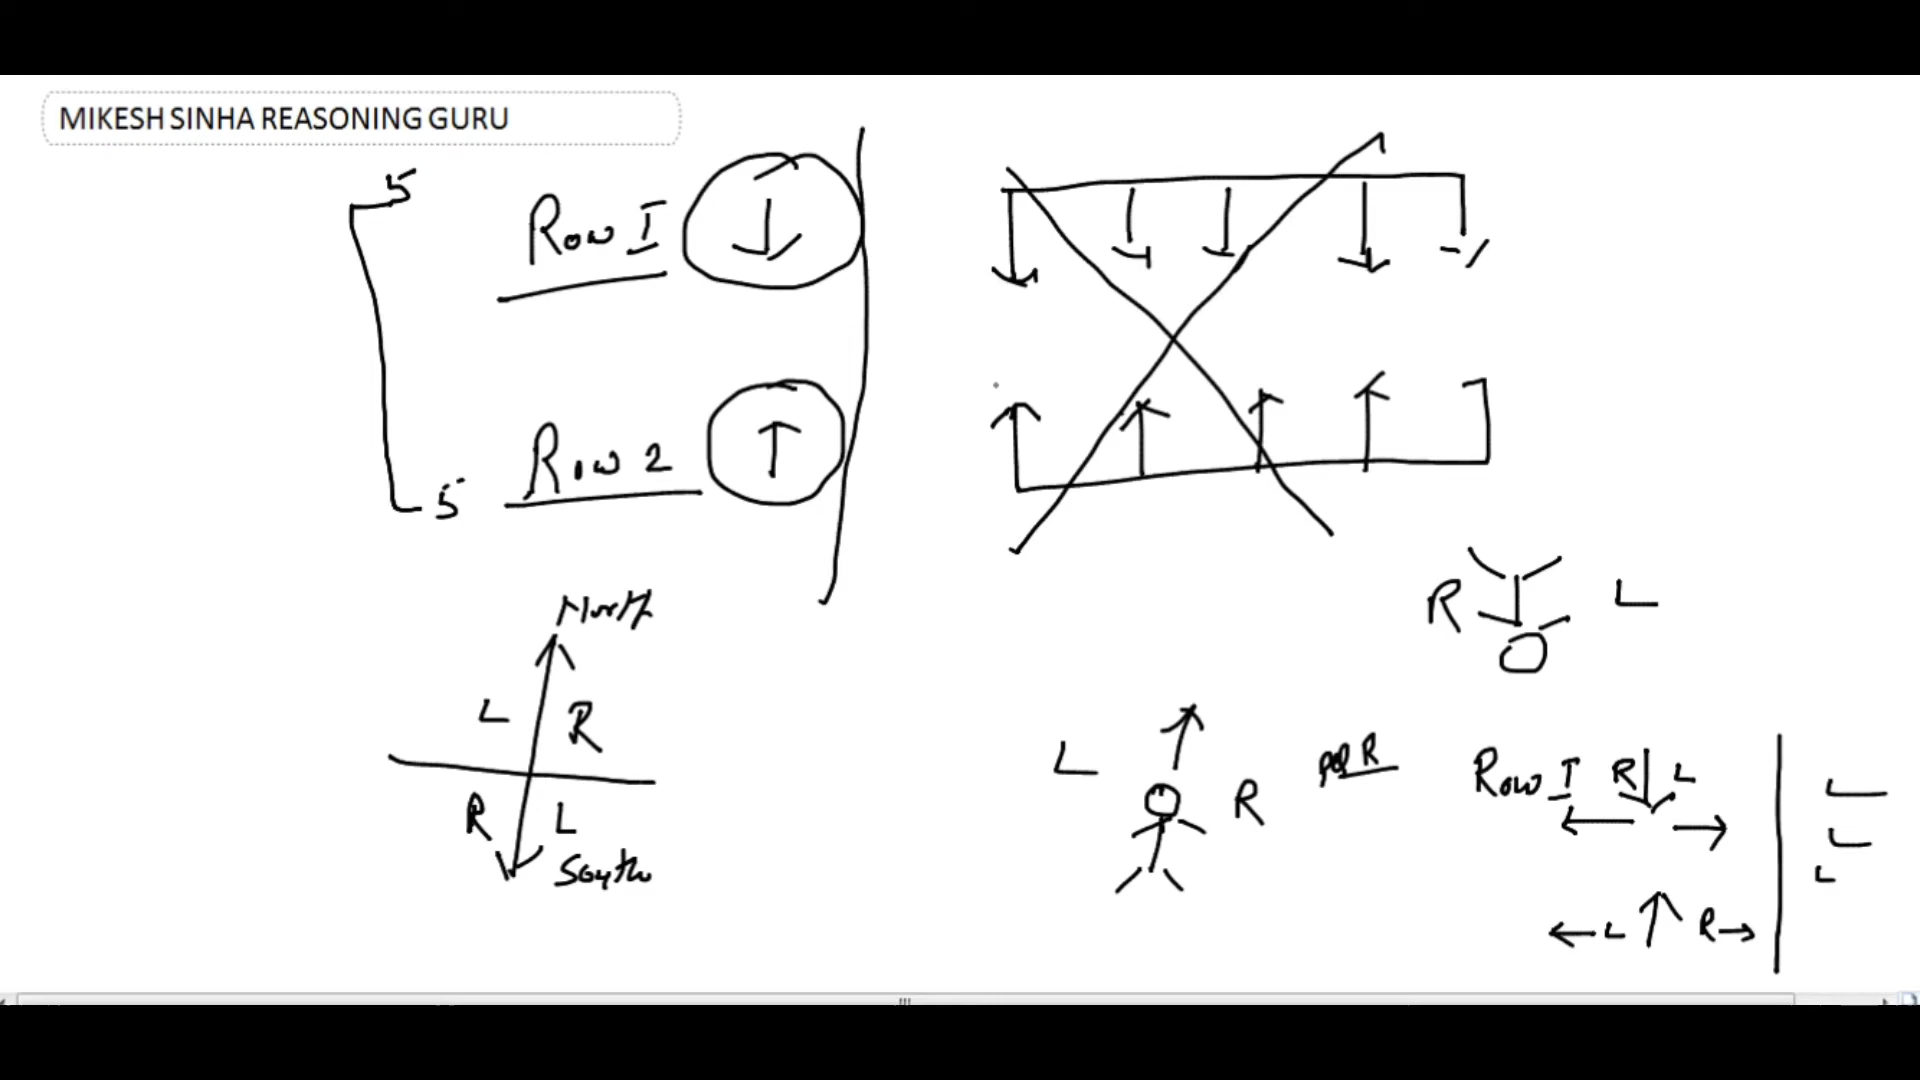 MIKESH SINHA REASONING GURU
5
Row I
Row 2
5
North
L R
R L
South
R L
L R
R
Row I R L
L R
L
L
L